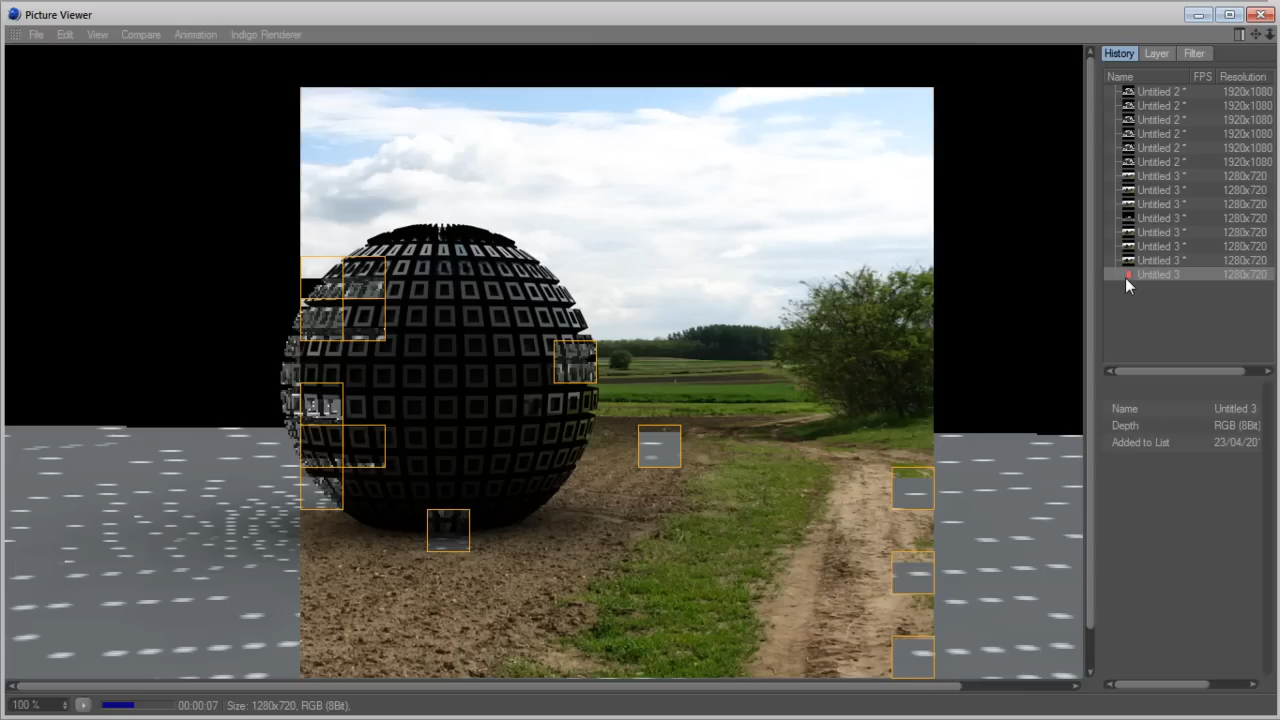 Picture Viewer
File Edit View Compare Animation Indigo Renderer
History Layer Filter
Name FPS Resolution
Untitled 2 * 1920x1080
Untitled 2 * 1920x1080
Untitled 2 * 1920x1080
Untitled 2 * 1920x1080
Untitled 2 * 1920x1080
Untitled 2 * 1920x1080
Untitled 3 * 1280x720
Untitled 3 * 1280x720
Untitled 3 * 1280x720
Untitled 3 * 1280x720
Untitled 3 * 1280x720
Untitled 3 * 1280x720
Untitled 3 * 1280x720
Untitled 3 1280x720
Name Untitled 3
Depth RGB (8Bit)
Added to List 23/04/20
100 % 00:00:07 Size: 1280x720, RGB (8Bit),